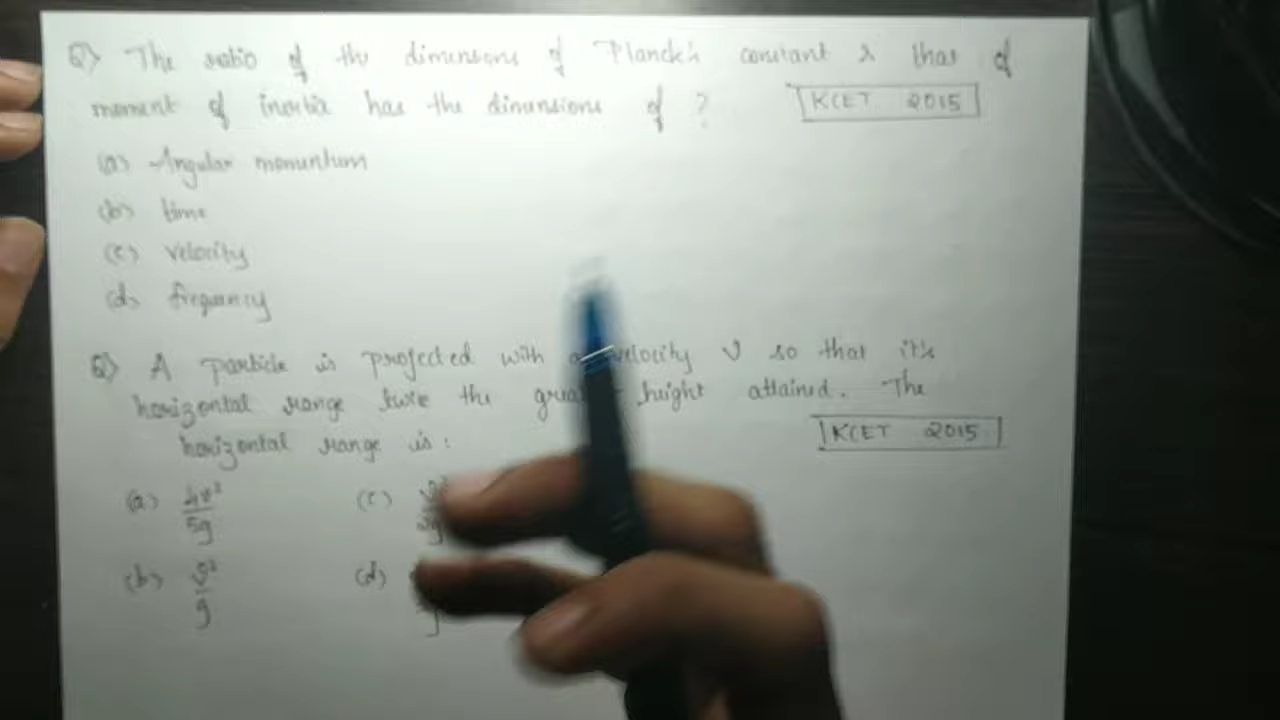 Q) The ratio of the dimensions of Planck's constant & that of
moment of inertia has the dimensions of ?
[KCET 2015]
(a) Angular momentum
(b) time
(c) velocity
(d) frequency
Q) A particle is projected with a velocity v so that it's
horizontal range twice the height attained. The
horizontal range is :
[KCET 2015]
(a) 4v²/5g
(c)
(b) v²/g
(d)